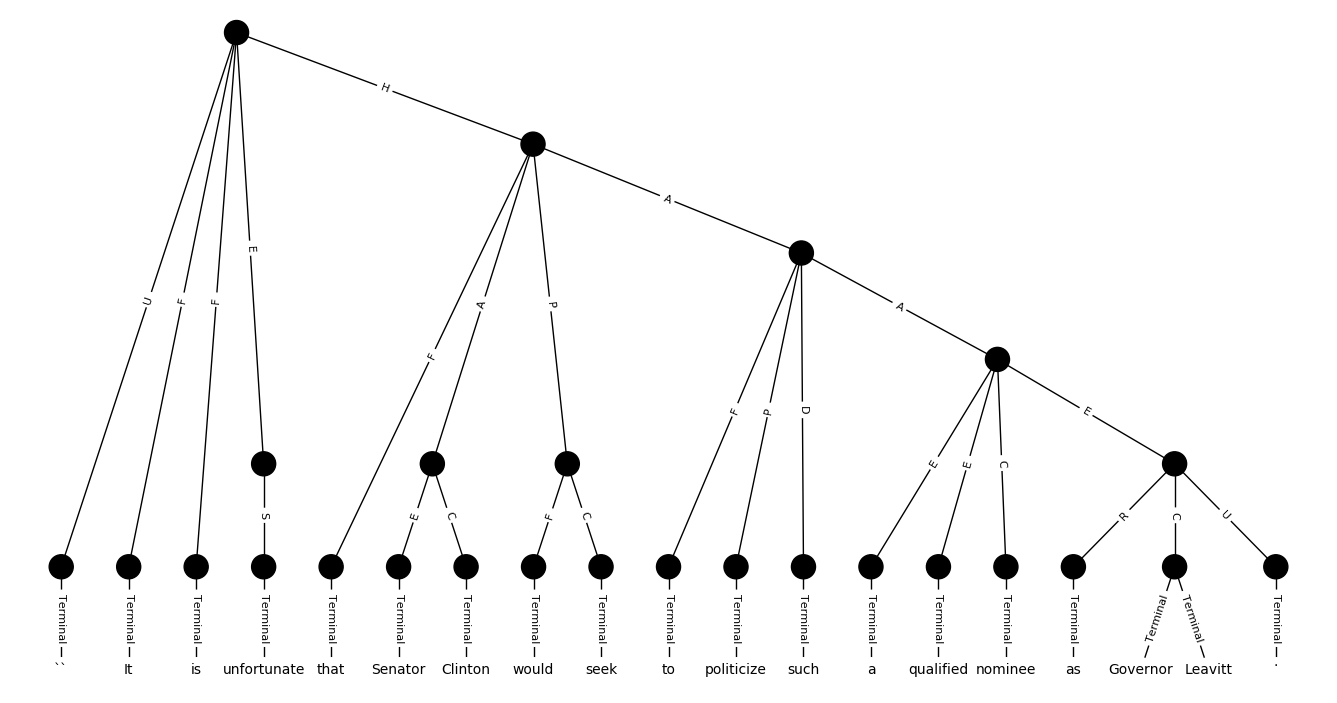 H
A
E
A
U F F A P
F
F P D E
E E C
S E C F C R C U
Terminal Terminal Terminal Terminal Terminal Terminal Terminal Terminal Terminal Terminal Terminal Terminal Terminal Terminal Terminal Terminal Terminal Terminal Terminal
`` It is unfortunate that Senator Clinton would seek to politicize such a qualified nominee as Governor Leavitt .